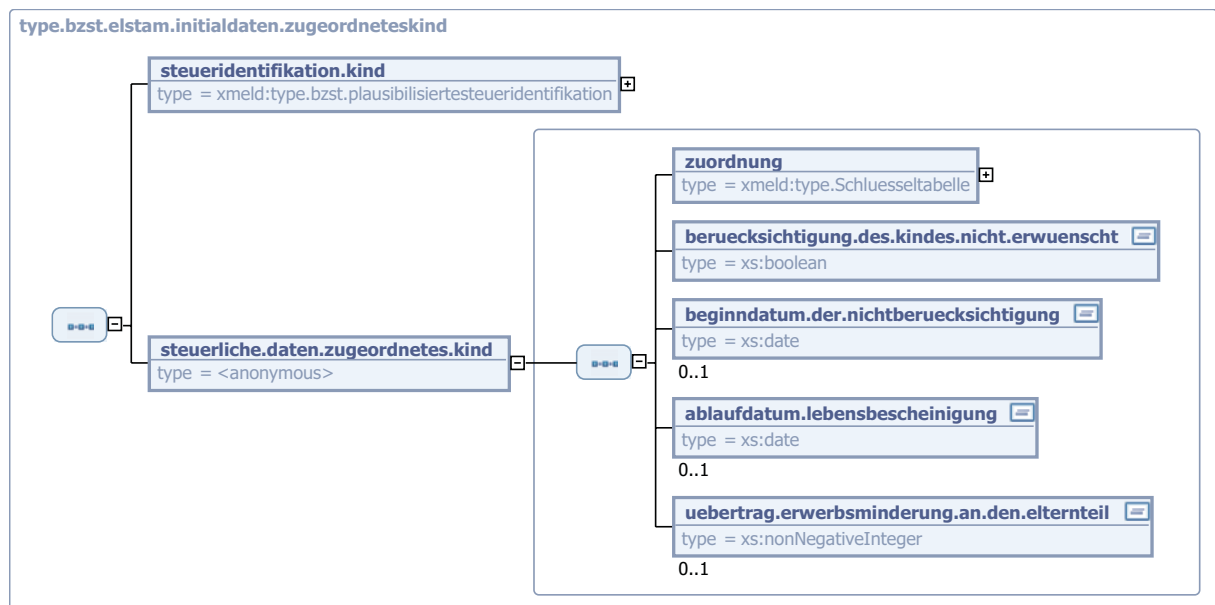 type.bzst.elstam.initialdaten.zugeordneteskind
steueridentifikation.kind
type = xmeld:type.bzst.plausibilisiertesteueridentifikation
steuerliche.daten.zugeordnetes.kind
type = <anonymous>
zuordnung
type = xmeld:type.Schluesseltabelle
beruecksichtigung.des.kindes.nicht.erwuenscht
type = xs:boolean
beginndatum.der.nichtberuecksichtigung
type = xs:date
0..1
ablaufdatum.lebensbescheinigung
type = xs:date
0..1
uebertrag.erwerbsminderung.an.den.elternteil
type = xs:nonNegativeInteger
0..1